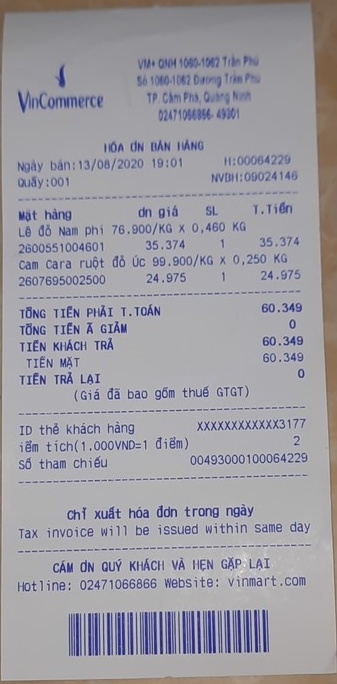 VinCommerce
VM+ QNH 1060-1062 Trần Phú
Số 1060-1062 Đường Trần Phú
TP. Cẩm Phả, Quảng Ninh
02471066866- 49301
HÓA ĐƠN BÁN HÀNG
Ngày bán:13/08/2020 19:01 H:00064229
Quầy:001 NVBH:09024146
Mặt hàng đn giá SL T.Tiền
Lê đỏ Nam phi 76.900/KG X 0,460 KG
2600551004601 35.374 1 35.374
Cam Cara ruột đỏ Úc 99.900/KG X 0,250 KG
2607695002500 24.975 1 24.975
TỔNG TIỀN PHẢI T.TOÁN 60.349
TỔNG TIỀN Ã GIẢM 0
TIỀN KHÁCH TRẢ 60.349
TIỀN MẶT 60.349
TIỀN TRẢ LẠI 0
(Giá đã bao gồm thuế GTGT)
ID thẻ khách hàng XXXXXXXXXXXX3177
iểm tích(1.000VND=1 điểm) 2
Số tham chiếu 00493000100064229
Chỉ xuất hóa đơn trong ngày
Tax invoice will be issued within same day
CẢM ƠN QUÝ KHÁCH VÀ HẸN GẶP LẠI
Hotline: 02471066866 Website: vinmart.com